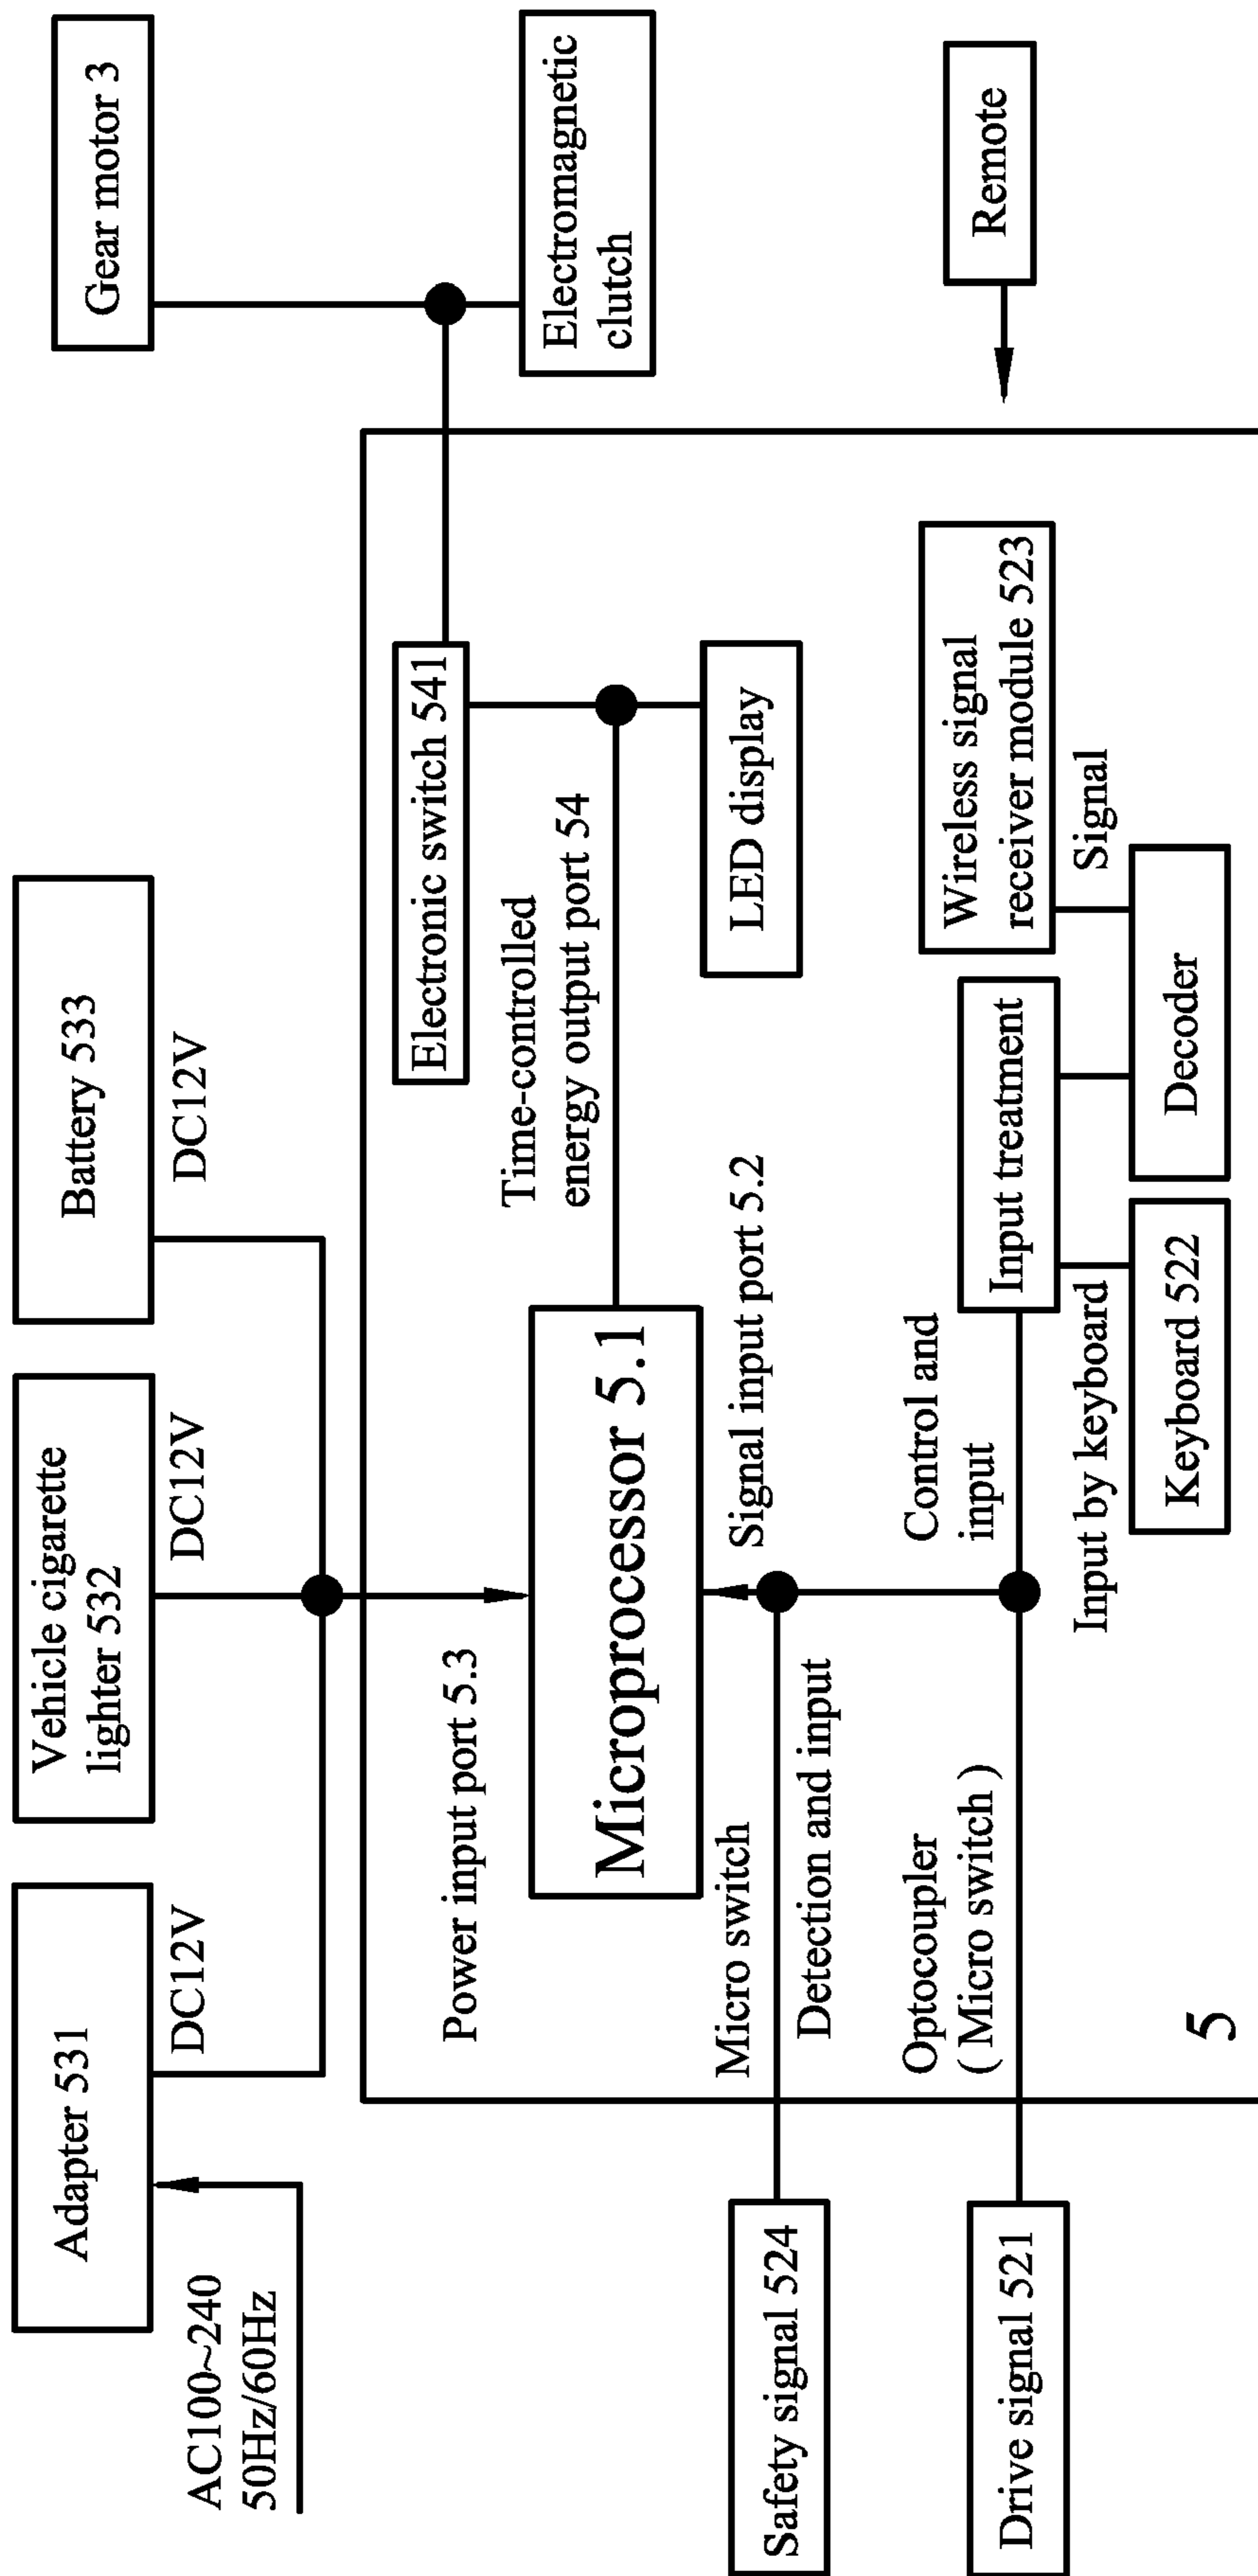 Adapter 531
Vehicle cigarette
lighter 532
Battery 533
Gear motor 3
AC100~240
50Hz/60Hz
DC12V
DC12V
DC12V
Power input port 5.3
Electronic switch 541
Electromagnetic
clutch
Time-controlled
energy output port 54
Microprocessor 5.1
LED display
Signal input port 5.2
Micro switch
Detection and input
Safety signal 524
Optocoupler
( Micro switch )
Control and
input
Input treatment
Wireless signal
receiver module 523
Remote
Drive signal 521
Input by keyboard
Signal
Keyboard 522
Decoder
5